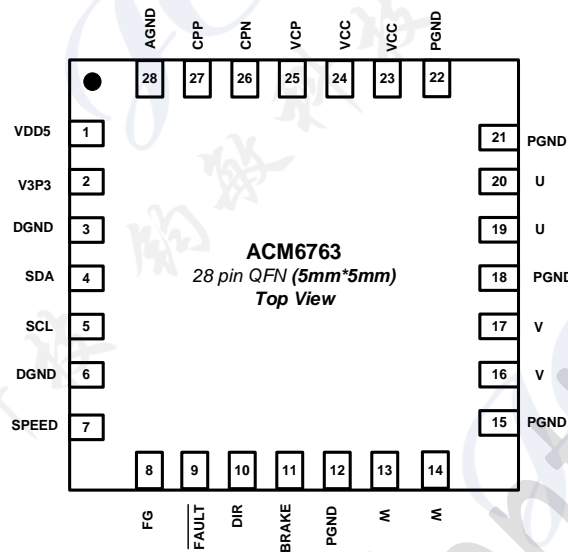 AGND
CPP
CPN
VCP
VCC
VCC
PGND
28
27
26
25
24
23
22
VDD5 1
V3P3 2
DGND 3
SDA 4
SCL 5
DGND 6
SPEED 7
ACM6763
28 pin QFN (5mm*5mm)
Top View
21 PGND
20 U
19 U
18 PGND
17 V
16 V
15 PGND
8
9
10
11
12
13
14
FG
FAULT
DIR
BRAKE
PGND
W
W